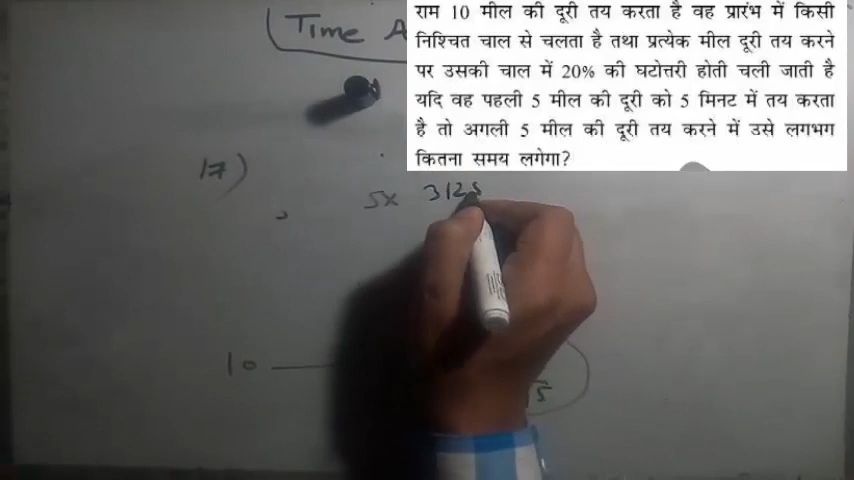 Time A
राम 10 मील की दूरी तय करता है वह प्रारंभ में किसी
निश्चित चाल से चलता है तथा प्रत्येक मील दूरी तय करने
पर उसकी चाल में 20% की घटोत्तरी होती चली जाती है
यदि वह पहली 5 मील की दूरी को 5 मिनट में तय करता
है तो अगली 5 मील की दूरी तय करने में उसे लगभग
कितना समय लगेगा?
17)
5x 3125
10
5